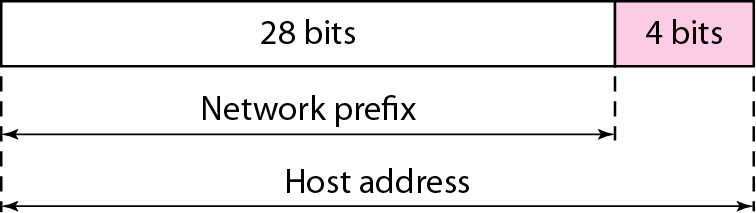 28 bits
4 bits
Network prefix
Host address